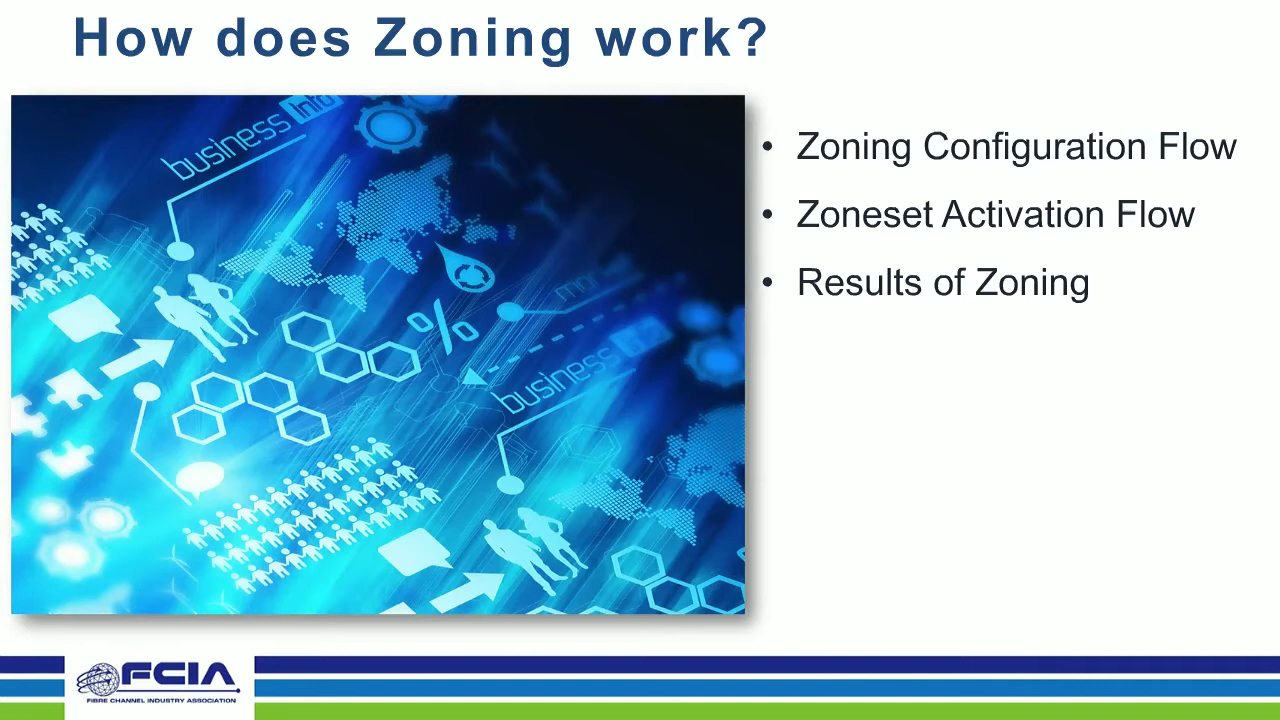 How does Zoning work?
business Info
business
• Zoning Configuration Flow
• Zoneset Activation Flow
• Results of Zoning
%
FCIA
FIBRE CHANNEL INDUSTRY ASSOCIATION